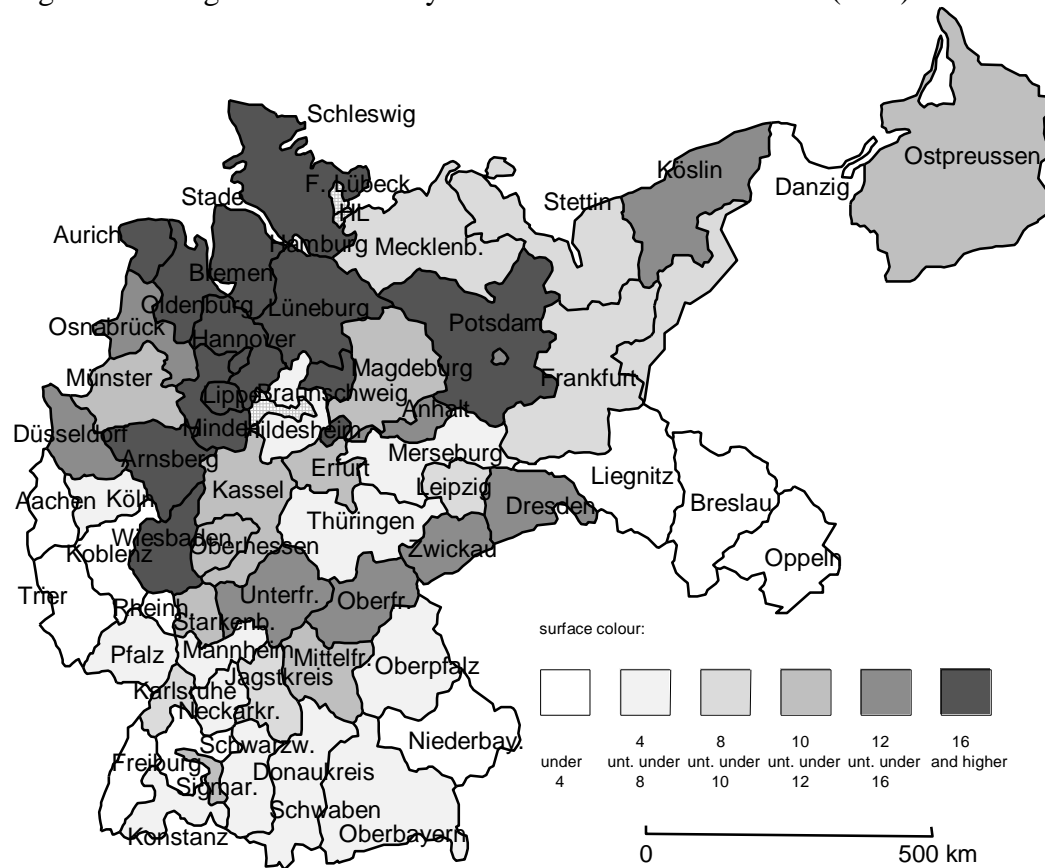 Schleswig
F. Lübeck
HL
Stade
Hamburg
Aurich
Bremen
Mecklenb.
Stettin
Köslin
Danzig
Ostpreussen
Oldenburg
Lüneburg
Osnabrück
Hannover
Potsdam
Münster
Magdeburg
Frankfurt
Lippe
Braunschweig
Anhalt
Düsseldorf
Minden
Hildesheim
Arnsberg
Merseburg
Erfurt
Liegnitz
Aachen
Köln
Kassel
Leipzig
Dresden
Breslau
Thüringen
Wiesbaden
Koblenz
Oberhessen
Zwickau
Oppeln
Trier
Rheinh.
Unterfr.
Oberfr.
Starkenb.
Pfalz
Mannheim
Mittelfr.
Oberpfalz
Jagstkreis
Karlsruhe
Neckarkr.
Schwarzw.
Niederbay.
Freiburg
Donaukreis
Sigmar.
Schwaben
Konstanz
Oberbayern
surface colour:
4 8 10 12 16
under unt. under unt. under unt. under unt. under and higher
4 8 10 12 16
0 500 km